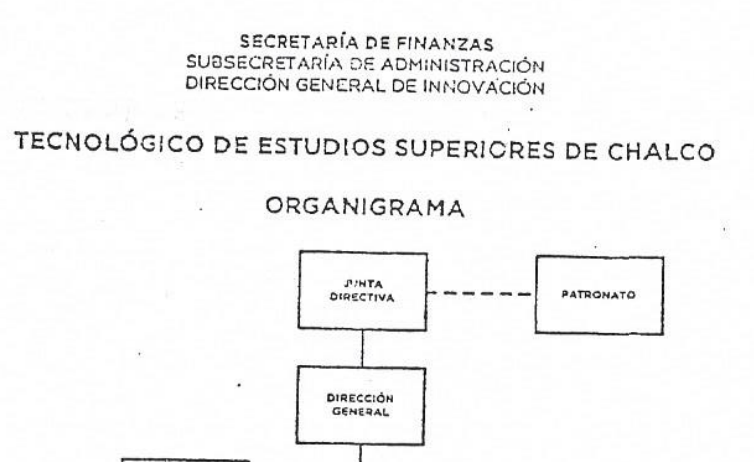 SECRETARÍA DE FINANZAS
SUBSECRETARÍA DE ADMINISTRACIÓN
DIRECCIÓN GENERAL DE INNOVACIÓN
TECNOLÓGICO DE ESTUDIOS SUPERIORES DE CHALCO
ORGANIGRAMA
JUNTA
DIRECTIVA
PATRONATO
DIRECCIÓN
GENERAL